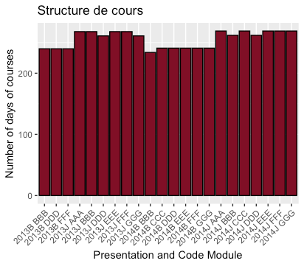 Structure de cours
Number of days of courses
200
100
0
2013B BBB
2013B DDD
2013B FFF
2013J AAA
2013J BBB
2013J DDD
2013J EEE
2013J FFF
2013J GGG
2014B BBB
2014B CCC
2014B DDD
2014B EEE
2014B FFF
2014B GGG
2014J AAA
2014J BBB
2014J CCC
2014J DDD
2014J EEE
2014J FFF
2014J GGG
Presentation and Code Module